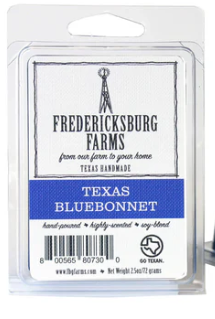 FREDERICKSBURG
FARMS
from our farm to your home
TEXAS HANDMADE
TEXAS
BLUEBONNET
hand-poured highly-scented soy-blend
8 00565 80730 0
GO TEXAN.
www.fbgfarms.com Net Weight 2.5oz/72 grams